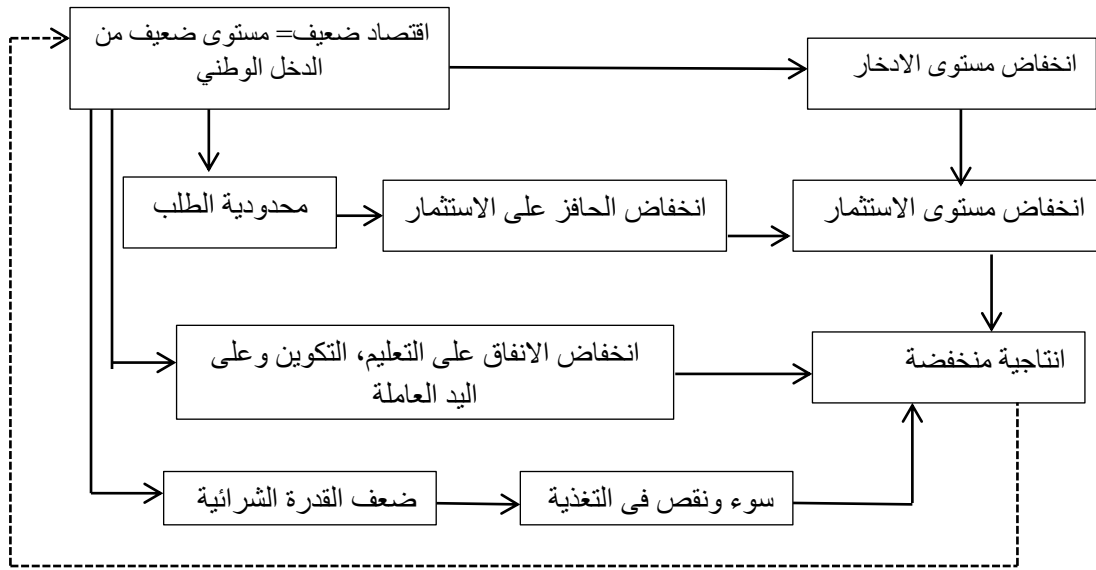 اقتصاد ضعيف= مستوى ضعيف من
الدخل الوطني
انخفاض مستوى الادخار
محدودية الطلب
انخفاض الحافز على الاستثمار
انخفاض مستوى الاستثمار
انخفاض الانفاق على التعليم، التكوين وعلى
اليد العاملة
انتاجية منخفضة
ضعف القدرة الشرائية
سوء ونقص في التغذية